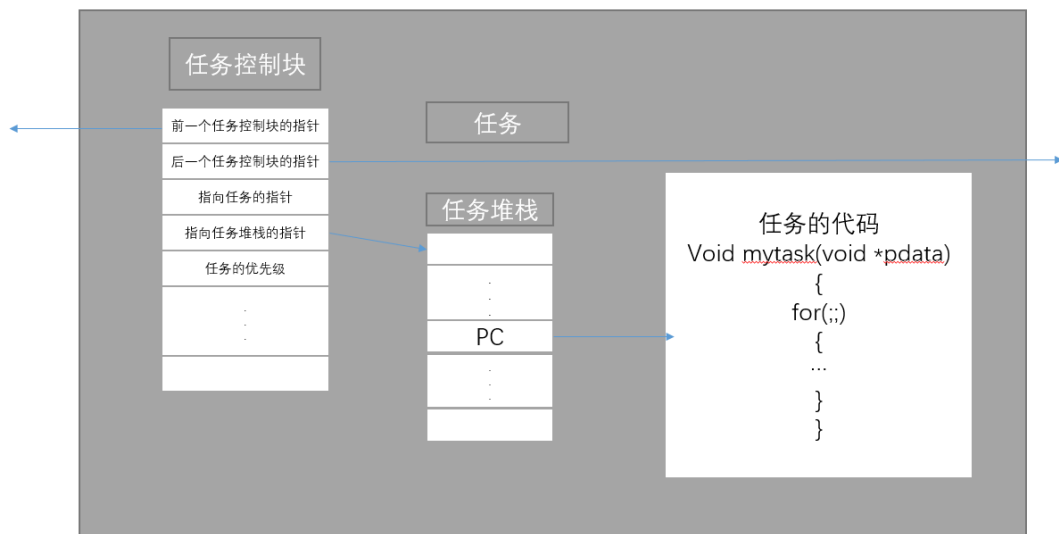 任务控制块
前一个任务控制块的指针
后一个任务控制块的指针
指向任务的指针
指向任务堆栈的指针
任务的优先级
.
.
.
任务
任务堆栈
.
.
.
PC
.
.
.
任务的代码
Void mytask(void *pdata)
{
for(;;)
{
...
}
}